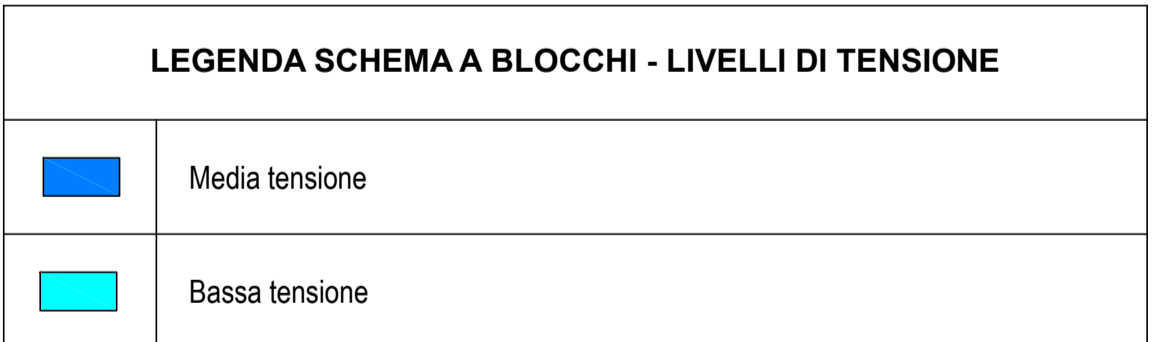 LEGENDA SCHEMA A BLOCCHI - LIVELLI DI TENSIONE
Media tensione
Bassa tensione